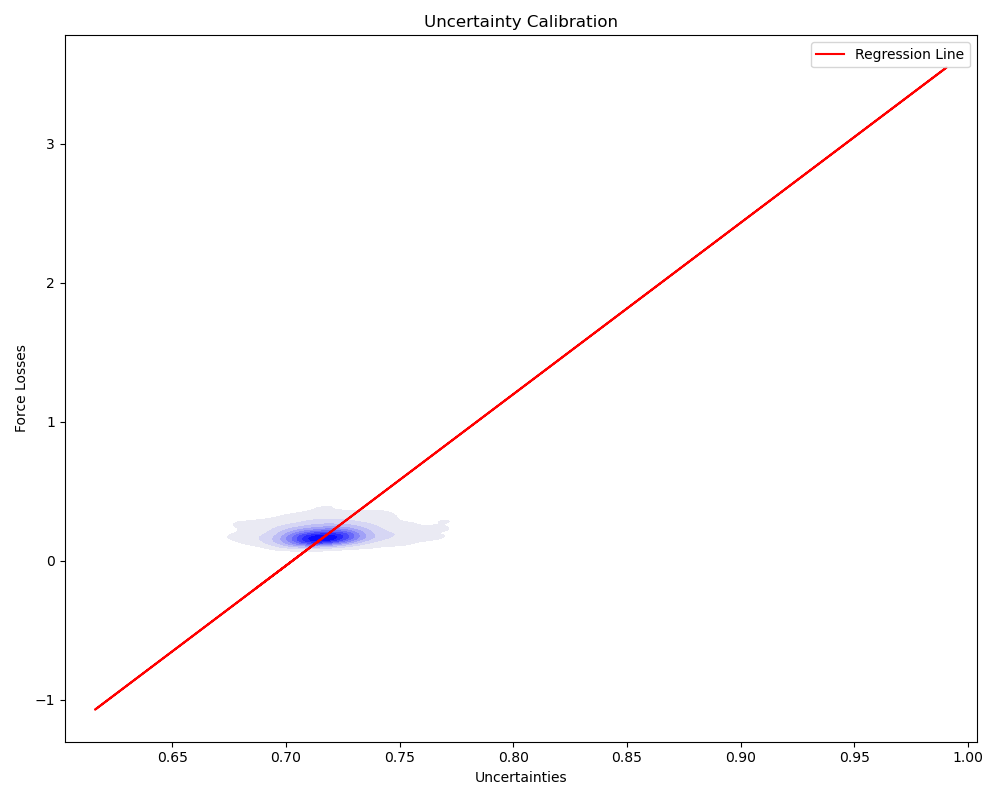 Uncertainty Calibration
Regression Line
Force Losses
3
2
1
0
−1
0.65 0.70 0.75 0.80 0.85 0.90 0.95 1.00
Uncertainties